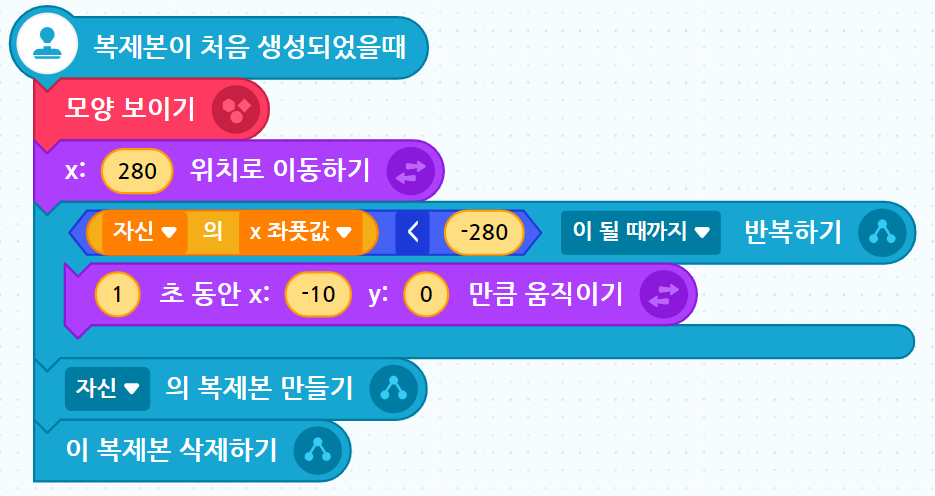 복제본이 처음 생성되었을때
모양 보이기
x: 280 위치로 이동하기
자신 의 x 좌푯값 < -280 이 될 때까지 반복하기
1 초 동안 x: -10 y: 0 만큼 움직이기
자신 의 복제본 만들기
이 복제본 삭제하기